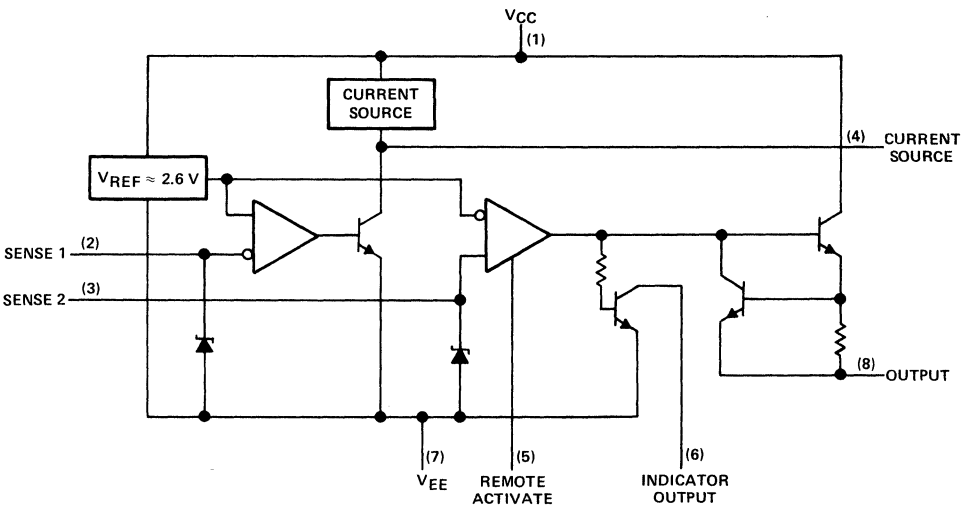 VCC
(1)
CURRENT
SOURCE
(4)
CURRENT
SOURCE
VREF ≈ 2.6 V
SENSE 1
(2)
SENSE 2
(3)
(8)
OUTPUT
(7)
VEE
(5)
REMOTE
ACTIVATE
(6)
INDICATOR
OUTPUT